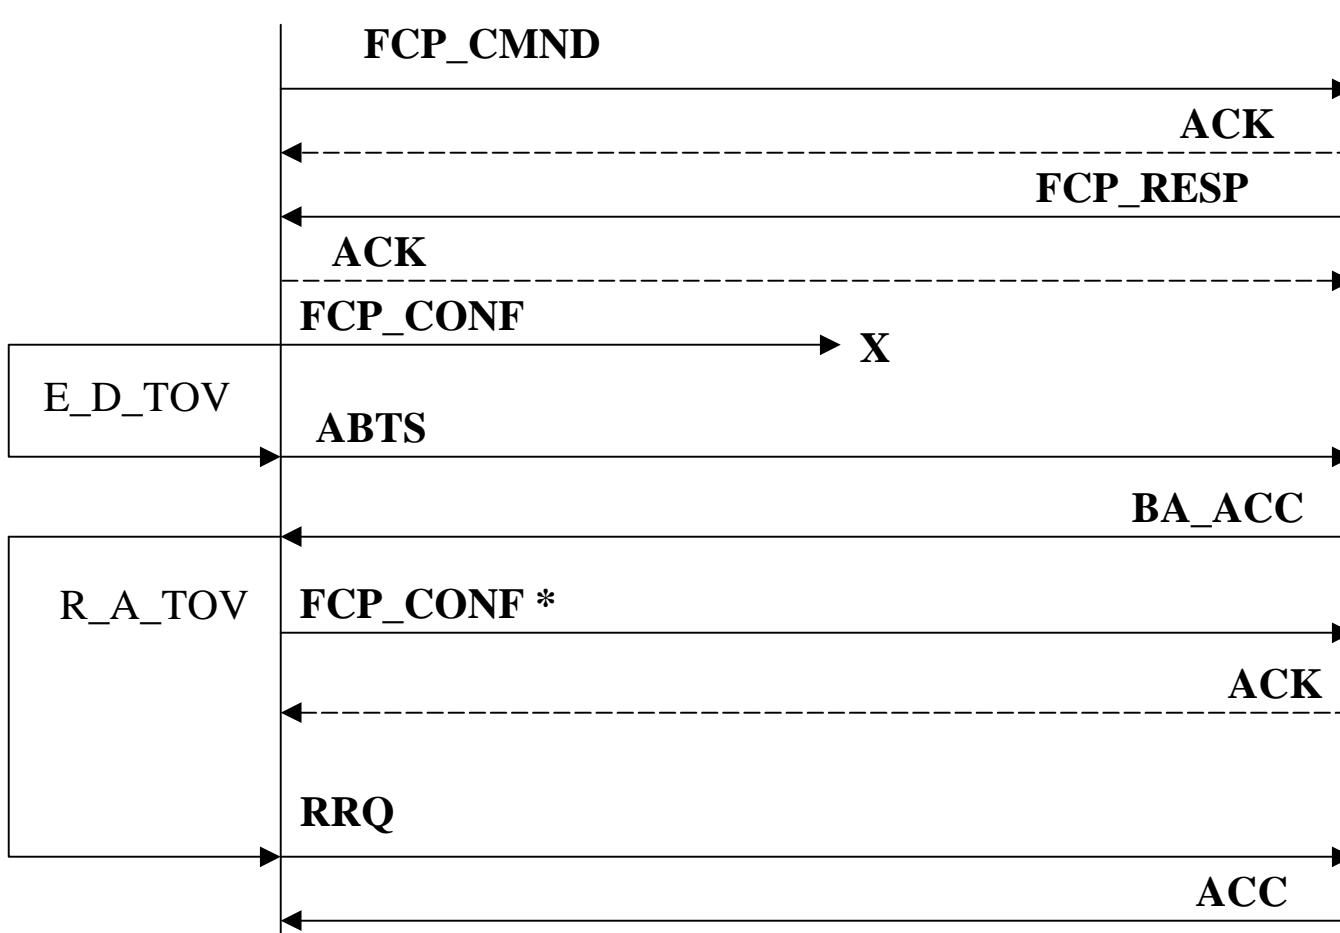 FCP_CMND
ACK
FCP_RESP
ACK
FCP_CONF
X
E_D_TOV
ABTS
BA_ACC
R_A_TOV
FCP_CONF *
ACK
RRQ
ACC